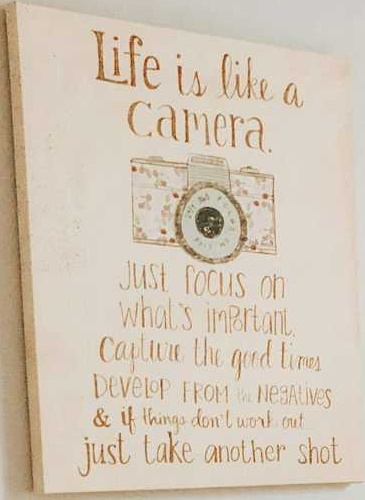 Life is like a
camera.
just focus on
what's important.
Capture the good times
DEVELOP FROM the NEGATIVES
& if things don't work out
just take another shot